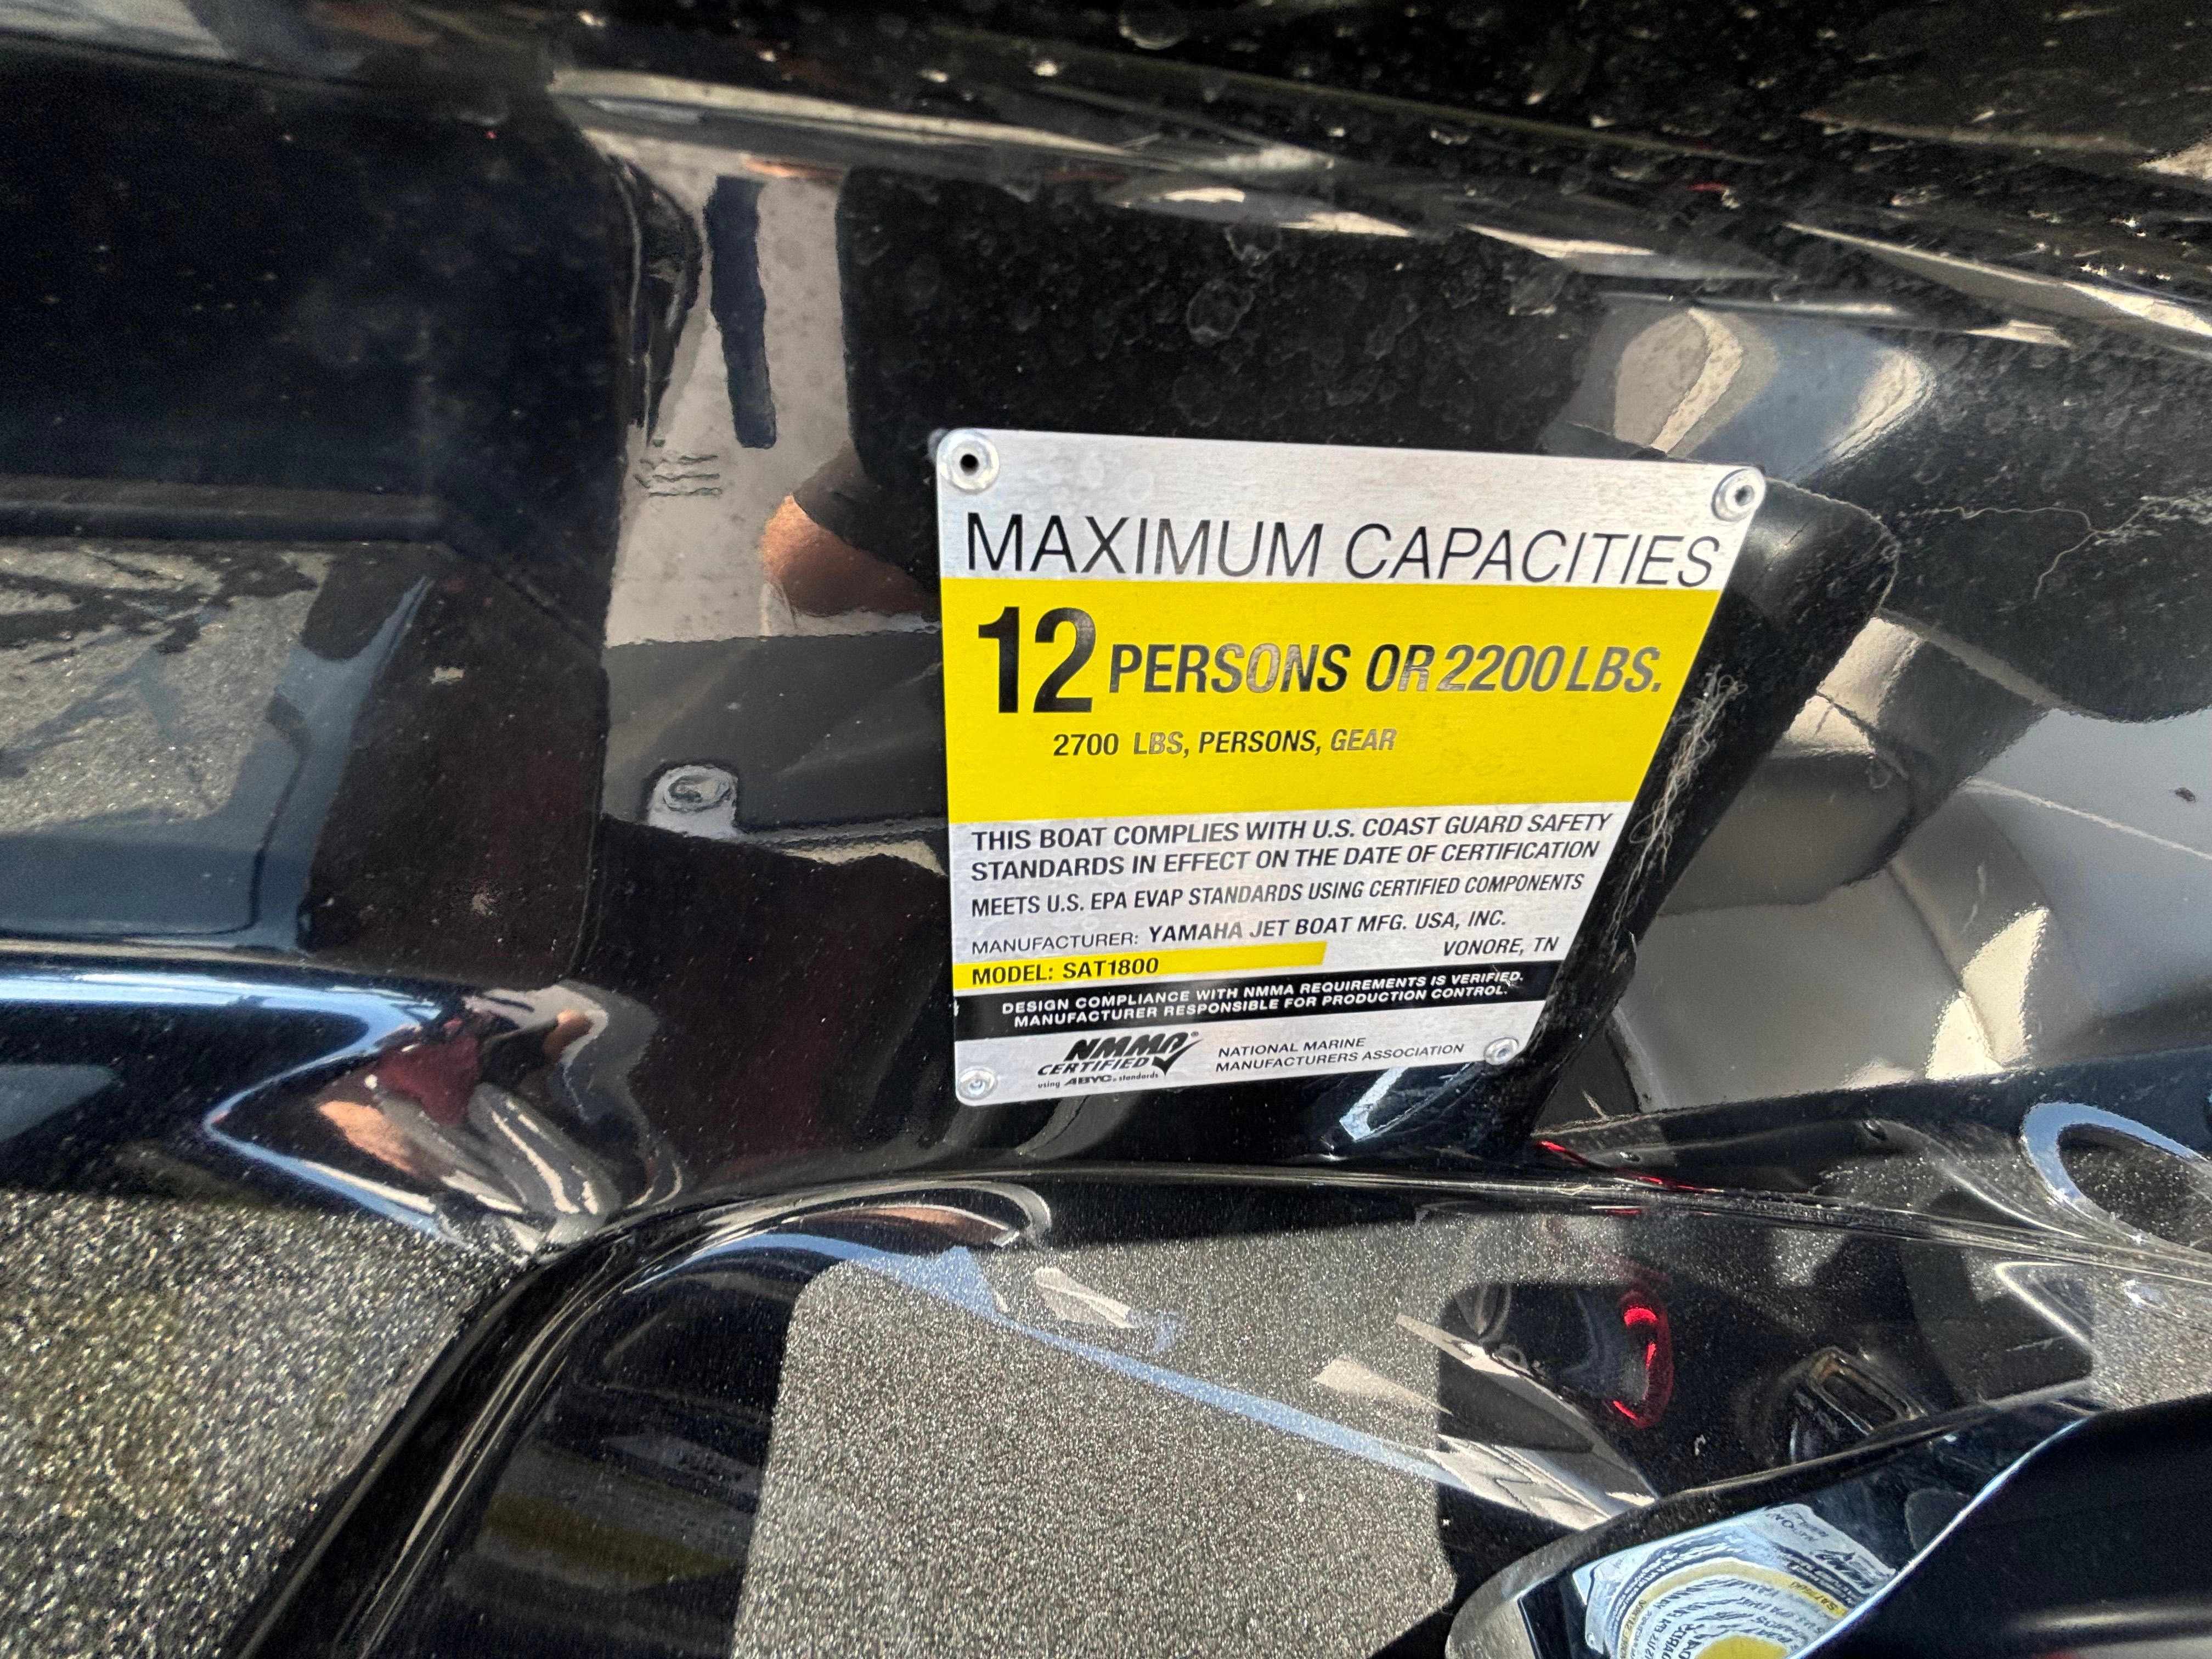 MAXIMUM CAPACITIES
12 PERSONS OR 2200 LBS.
2700 LBS, PERSONS, GEAR
THIS BOAT COMPLIES WITH U.S. COAST GUARD SAFETY
STANDARDS IN EFFECT ON THE DATE OF CERTIFICATION
MEETS U.S. EPA EVAP STANDARDS USING CERTIFIED COMPONENTS
MANUFACTURER: YAMAHA JET BOAT MFG. USA, INC.
VONORE, TN
MODEL: SAT1800
DESIGN COMPLIANCE WITH NMMA REQUIREMENTS IS VERIFIED.
MANUFACTURER RESPONSIBLE FOR PRODUCTION CONTROL.
NMMA®
CERTIFIED
using ABYC® standards
NATIONAL MARINE
MANUFACTURERS ASSOCIATION